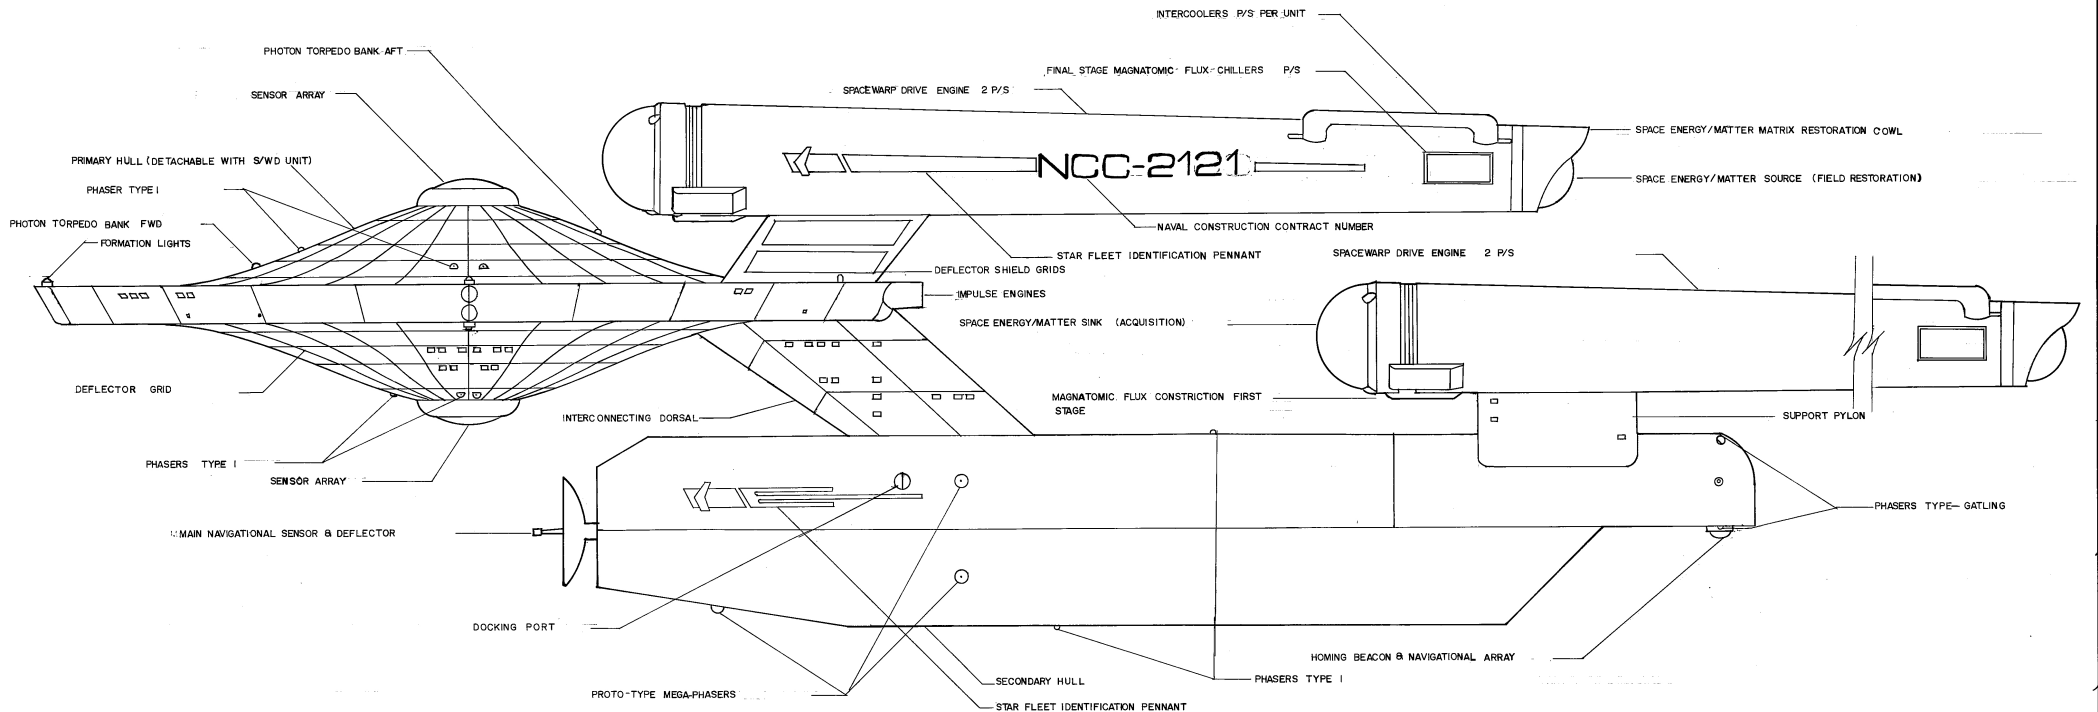 INTERCOOLERS P/S PER UNIT
PHOTON TORPEDO BANK AFT
FINAL STAGE MAGNATOMIC FLUX-CHILLERS P/S
SPACEWARP DRIVE ENGINE 2 P/S
SENSOR ARRAY
SPACE ENERGY/MATTER MATRIX RESTORATION COWL
PRIMARY HULL (DETACHABLE WITH S/WD UNIT)
NCC-2121
SPACE ENERGY/MATTER SOURCE (FIELD RESTORATION)
PHASER TYPE I
PHOTON TORPEDO BANK FWD
NAVAL CONSTRUCTION CONTRACT NUMBER
FORMATION LIGHTS
STAR FLEET IDENTIFICATION PENNANT
SPACEWARP DRIVE ENGINE 2 P/S
DEFLECTOR SHIELD GRIDS
IMPULSE ENGINES
SPACE ENERGY/MATTER SINK (ACQUISITION)
DEFLECTOR GRID
MAGNATOMIC FLUX CONSTRICTION FIRST
STAGE
INTERCONNECTING DORSAL
SUPPORT PYLON
PHASERS TYPE I
SENSOR ARRAY
PHASERS TYPE-GATLING
MAIN NAVIGATIONAL SENSOR & DEFLECTOR
DOCKING PORT
HOMING BEACON & NAVIGATIONAL ARRAY
SECONDARY HULL
PHASERS TYPE I
PROTO-TYPE MEGA-PHASERS
STAR FLEET IDENTIFICATION PENNANT